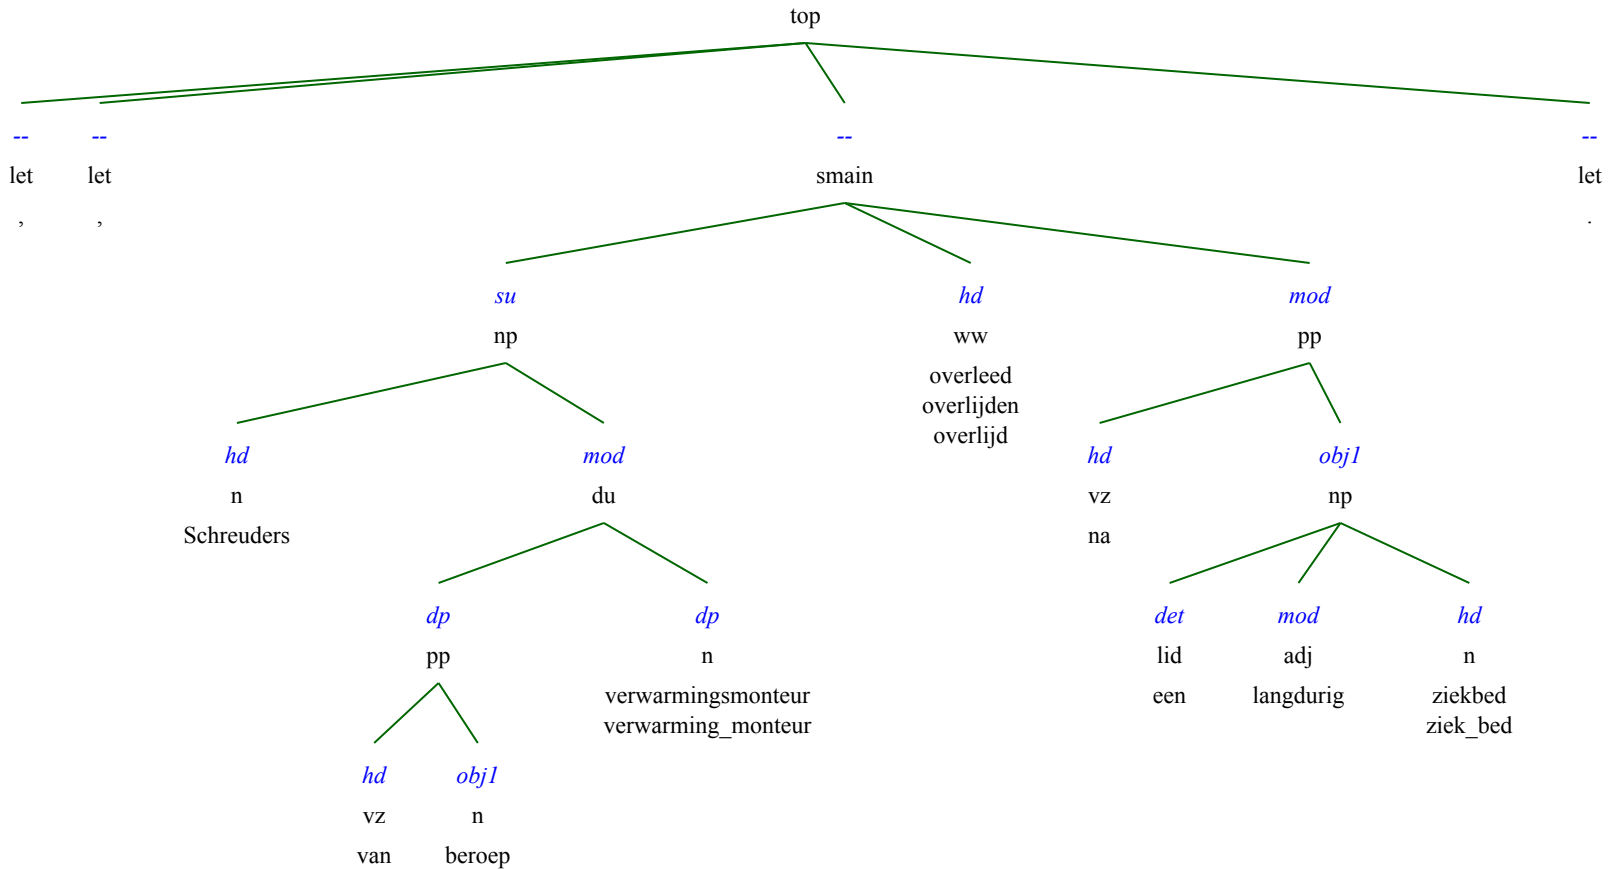 top
-- -- -- --
let let smain let
, , .
su hd mod
np ww pp
overleed
overlijden
overlijd
hd mod hd obj1
n du vz np
Schreuders na
dp dp det mod hd
pp n lid adj n
verwarmingsmonteur een langdurig ziekbed
verwarming_monteur ziek_bed
hd obj1
vz n
van beroep